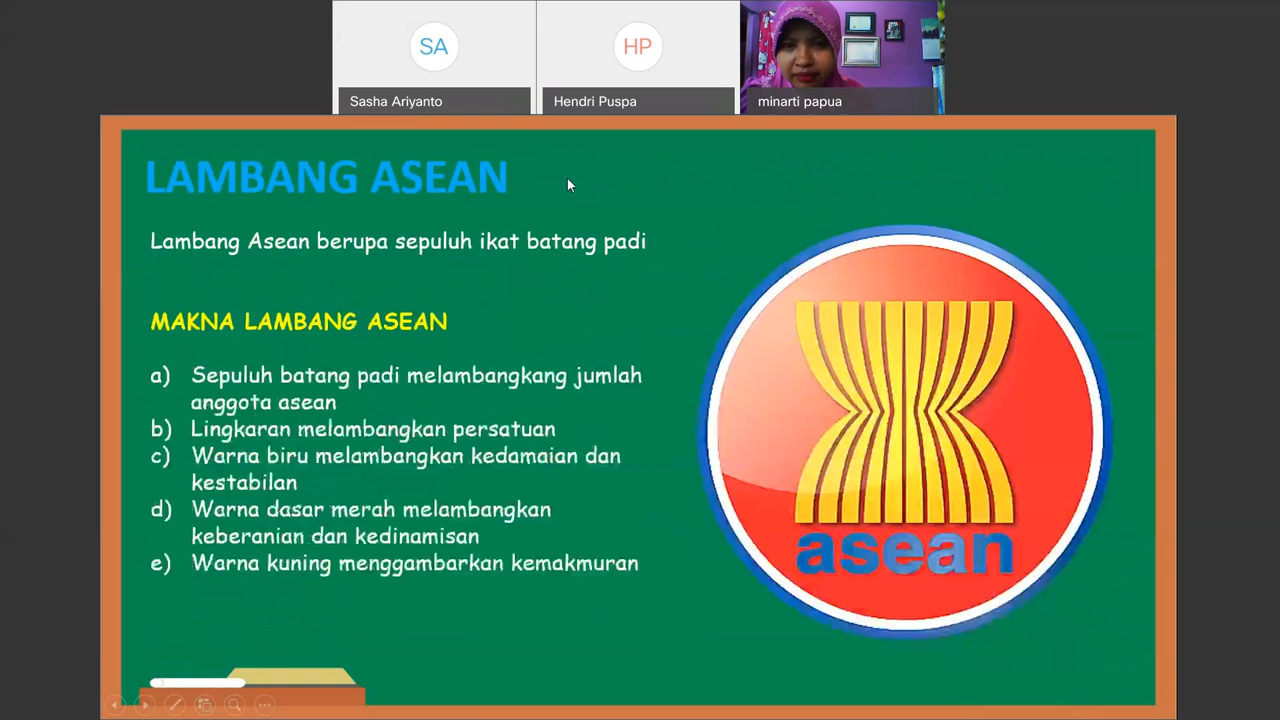 SA
HP
Sasha Ariyanto
Hendri Puspa
minarti papua
LAMBANG ASEAN
Lambang Asean berupa sepuluh ikat batang padi
MAKNA LAMBANG ASEAN
a) Sepuluh batang padi melambangkang jumlah
anggota asean
b) Lingkaran melambangkan persatuan
c) Warna biru melambangkan kedamaian dan
kestabilan
d) Warna dasar merah melambangkan
keberanian dan kedinamisan
e) Warna kuning menggambarkan kemakmuran
asean